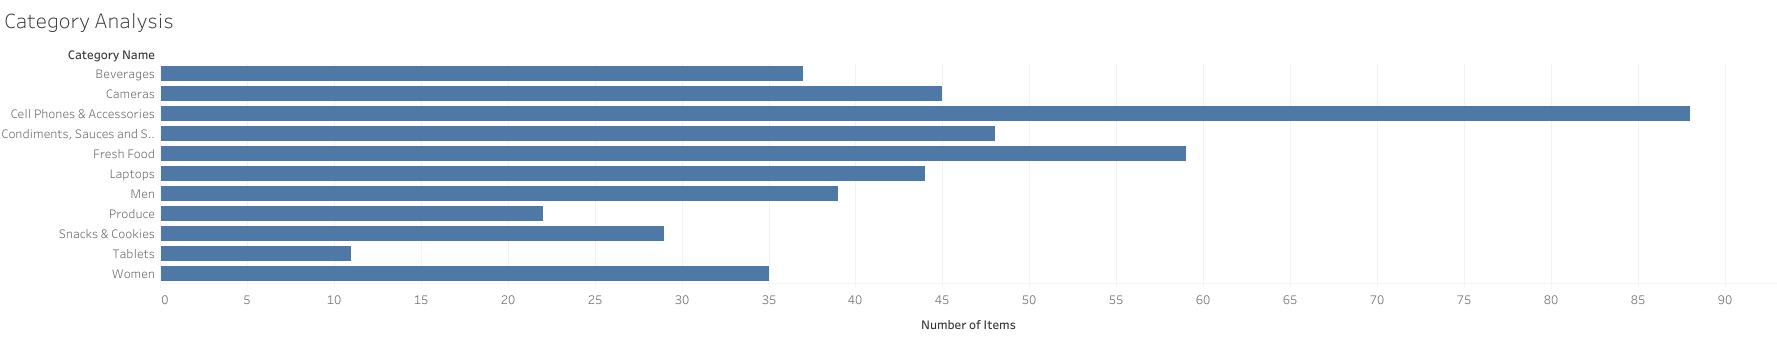 Category Analysis
Category Name
Beverages
Cameras
Cell Phones & Accessories
Condiments, Sauces and S..
Fresh Food
Laptops
Men
Produce
Snacks & Cookies
Tablets
Women
0 5 10 15 20 25 30 35 40 45 50 55 60 65 70 75 80 85 90
Number of Items